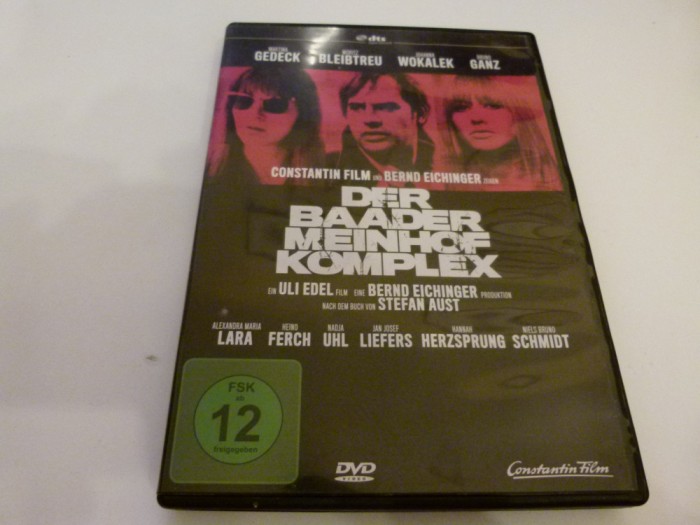 dts
MARTINA GEDECK MORITZ BLEIBTREU JOHANNA WOKALEK BRUNO GANZ
CONSTANTIN FILM UND BERND EICHINGER ZEIGEN
DER
BAADER
MEINHOF
KOMPLEX
EIN ULI EDEL FILM EINE BERND EICHINGER PRODUKTION
NACH DEM BUCH VON STEFAN AUST
ALEXANDRA MARIA LARA HEINO FERCH NADJA UHL JAN JOSEF LIEFERS HANNAH HERZSPRUNG NIELS BRUNO SCHMIDT
FSK
ab
12
freigegeben
DVD
VIDEO
Constantin Film